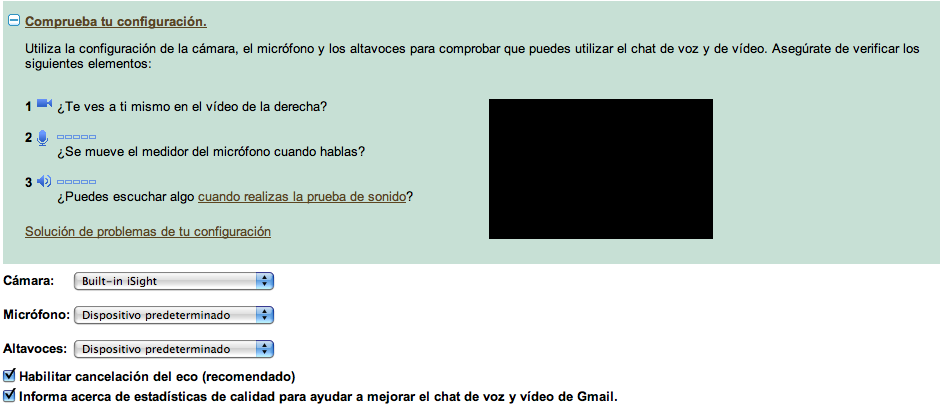 Comprueba tu configuración.
Utiliza la configuración de la cámara, el micrófono y los altavoces para comprobar que puedes utilizar el chat de voz y de vídeo. Asegúrate de verificar los
siguientes elementos:
1 ¿Te ves a ti mismo en el vídeo de la derecha?
2
¿Se mueve el medidor del micrófono cuando hablas?
3
¿Puedes escuchar algo cuando realizas la prueba de sonido?
Solución de problemas de tu configuración
Cámara: Built-in iSight
Micrófono: Dispositivo predeterminado
Altavoces: Dispositivo predeterminado
Habilitar cancelación del eco (recomendado)
Informa acerca de estadísticas de calidad para ayudar a mejorar el chat de voz y vídeo de Gmail.